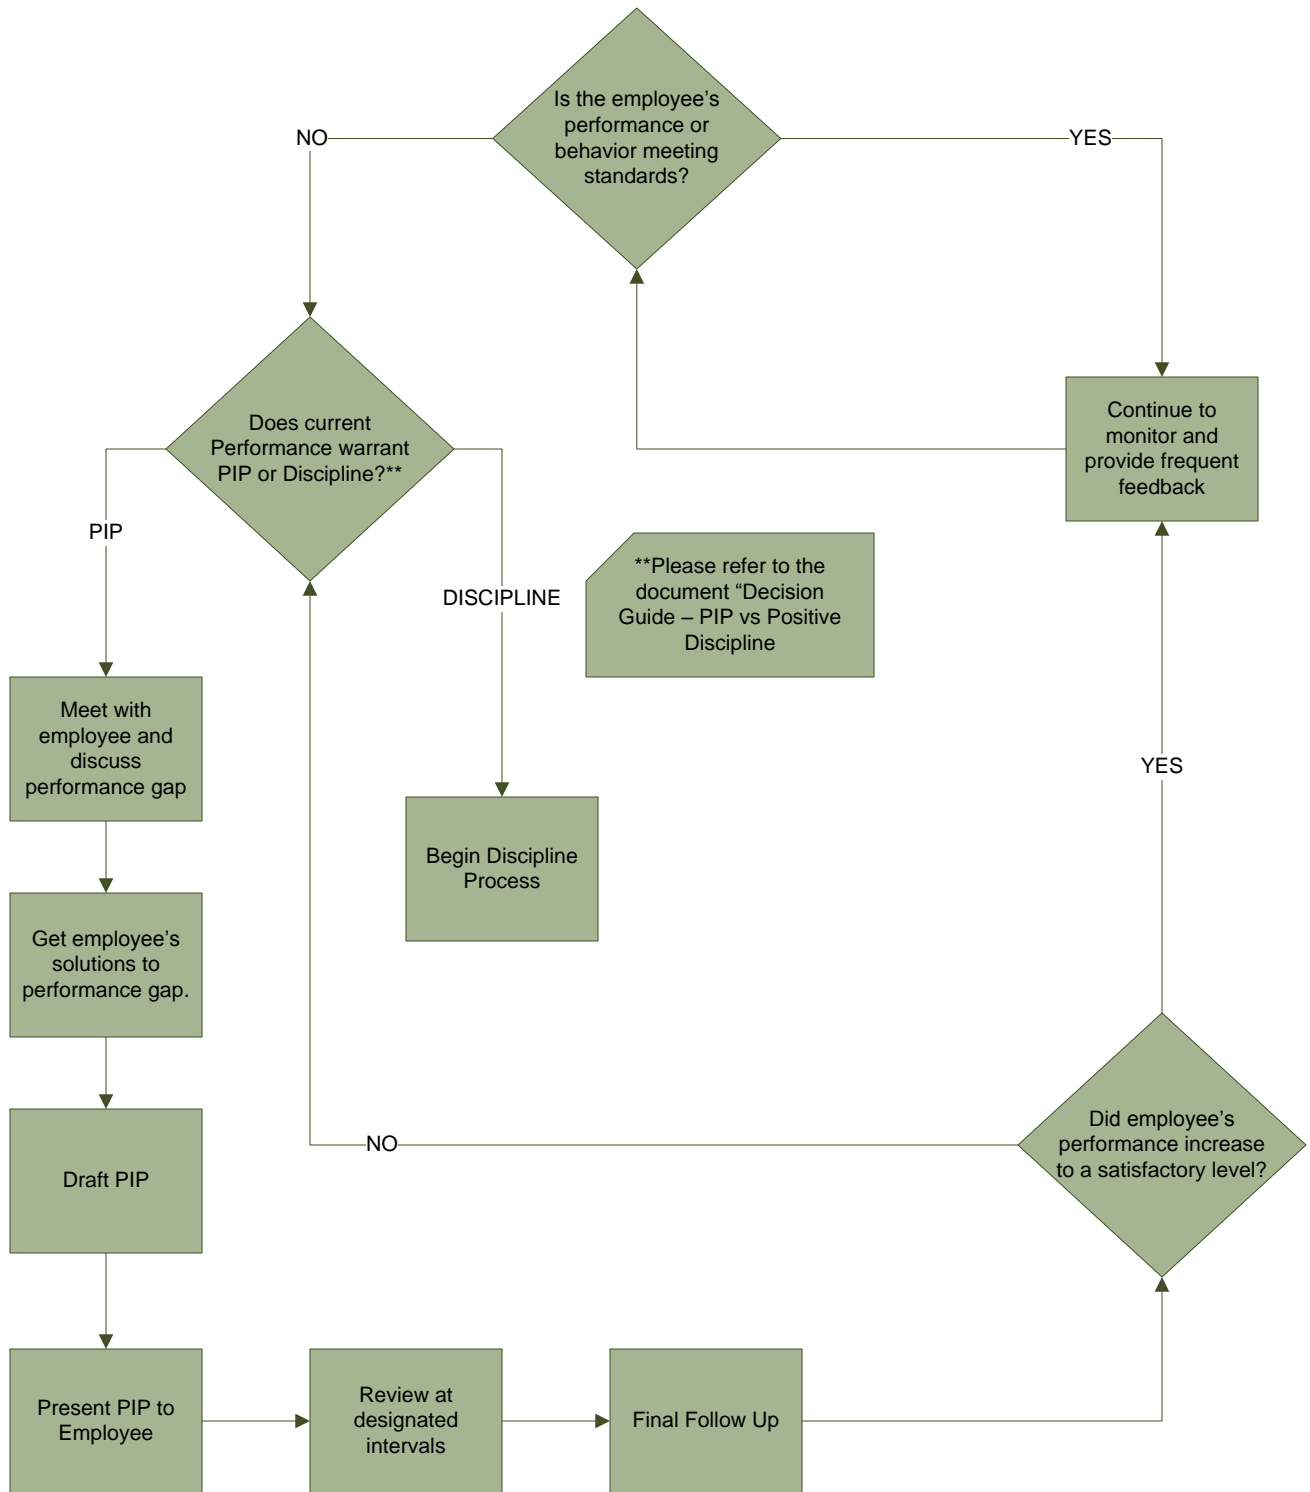 Is the employee’s
performance or
behavior meeting
standards?
NO
YES
Does current
Performance warrant
PIP or Discipline?**
Continue to
monitor and
provide frequent
feedback
PIP
DISCIPLINE
**Please refer to the
document “Decision
Guide – PIP vs Positive
Discipline
Meet with
employee and
discuss
performance gap
YES
Begin Discipline
Process
Get employee’s
solutions to
performance gap.
Draft PIP
NO
Did employee’s
performance increase
to a satisfactory level?
Present PIP to
Employee
Review at
designated
intervals
Final Follow Up